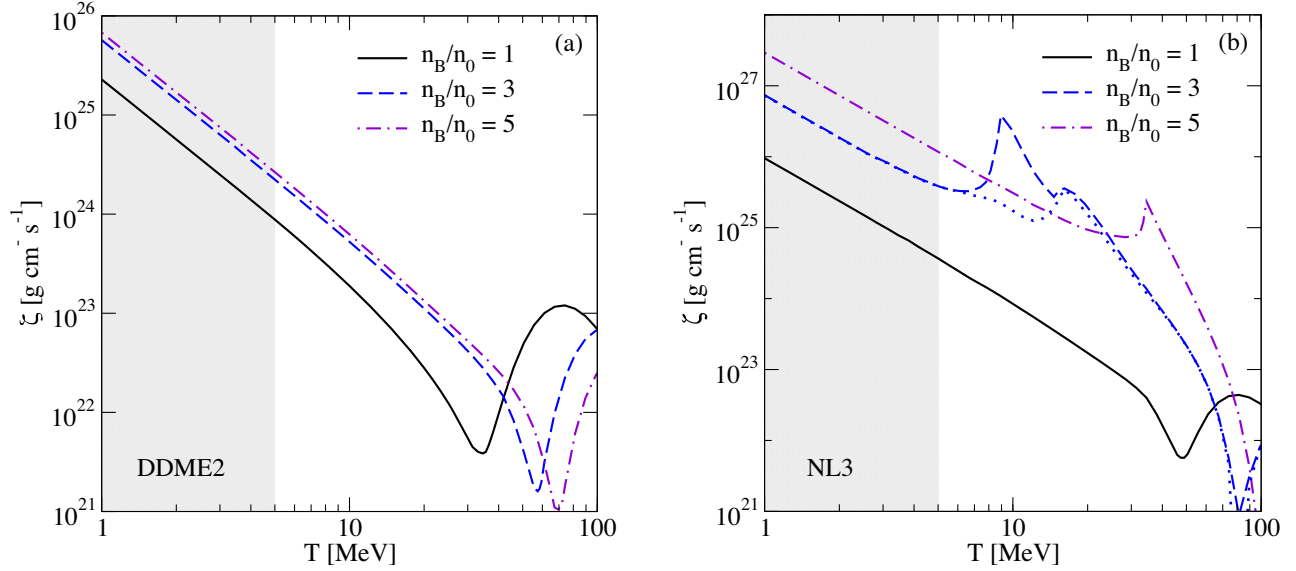 10^26
10^25
10^24
10^23
10^22
10^21
ζ [g cm⁻ s⁻¹]
(a)
n_B/n_0 = 1
n_B/n_0 = 3
n_B/n_0 = 5
DDME2
1
10
100
T [MeV]
10^27
10^25
10^23
10^21
ζ [g cm⁻ s⁻¹]
(b)
n_B/n_0 = 1
n_B/n_0 = 3
n_B/n_0 = 5
NL3
1
10
100
T [MeV]